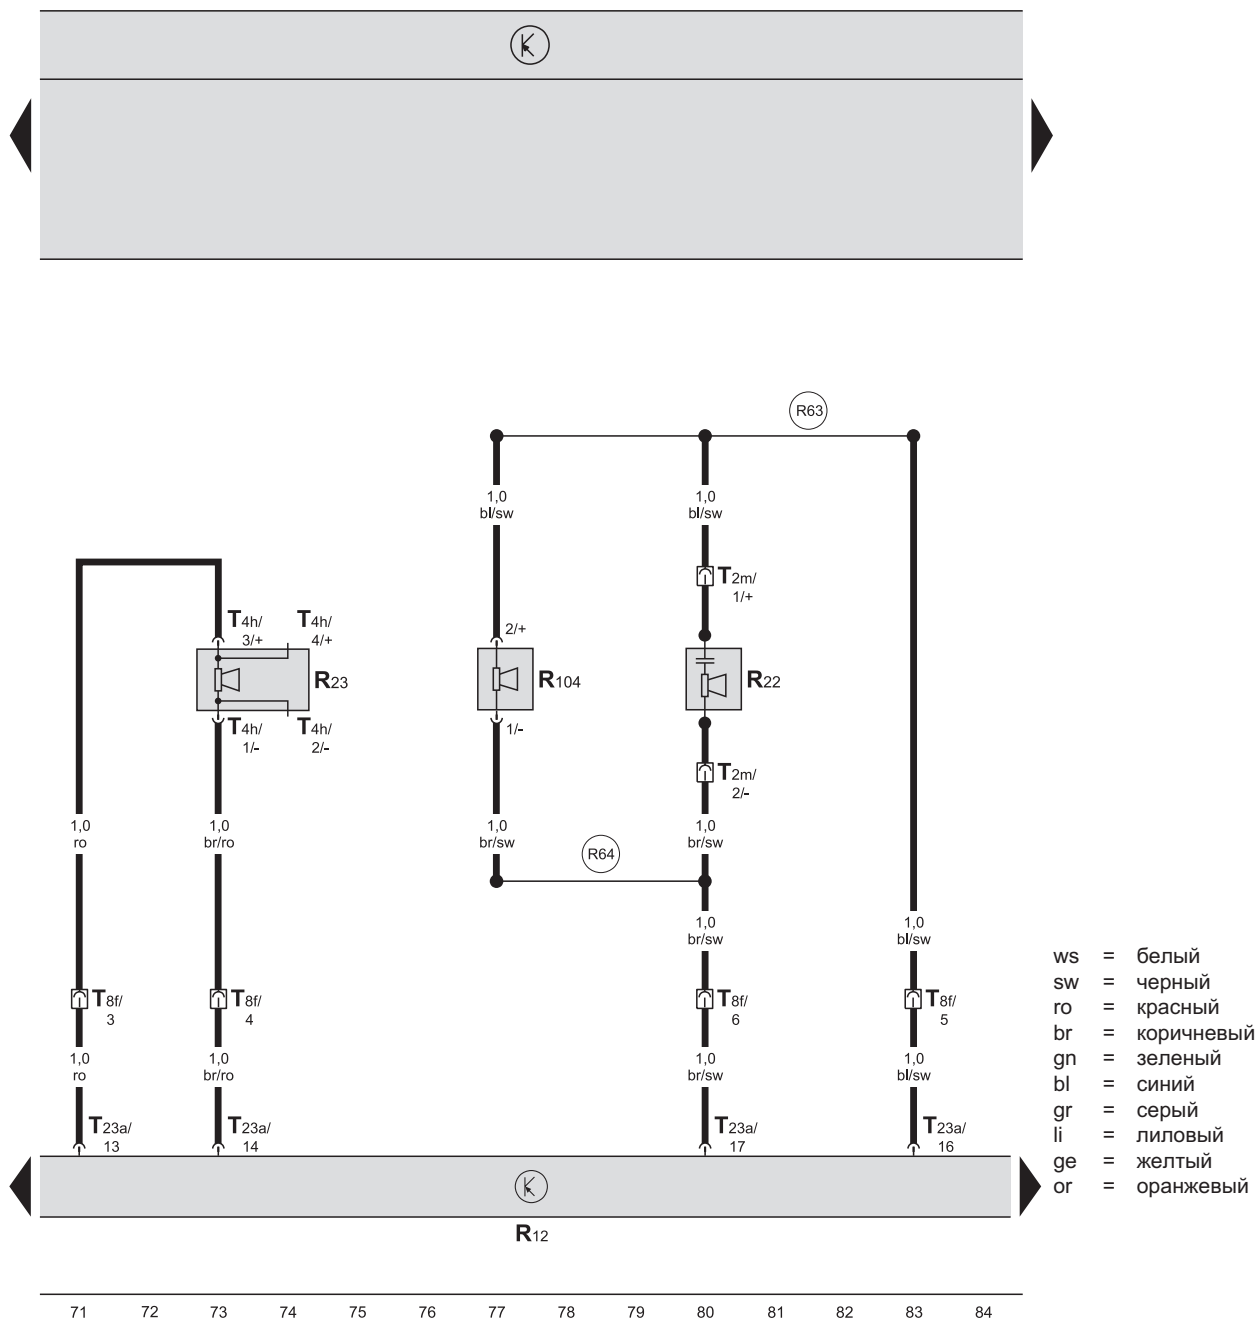 R63
1,0 1,0
bl/sw bl/sw
T2m/
1/+
T4h/ T4h/
3/+ 4/+
2/+
R23
R104
R22
T4h/ T4h/
1/- 2/-
1/-
T2m/
2/-
1,0 1,0 1,0 1,0
ro br/ro br/sw br/sw
R64
1,0 1,0
br/sw bl/sw
T8f/ T8f/ T8f/ T8f/
3 4 6 5
1,0 1,0 1,0 1,0
ro br/ro br/sw bl/sw
T23a/ T23a/ T23a/ T23a/
13 14 17 16
R12
71 72 73 74 75 76 77 78 79 80 81 82 83 84
ws = белый
sw = черный
ro = красный
br = коричневый
gn = зеленый
bl = синий
gr = серый
li = лиловый
ge = желтый
or = оранжевый